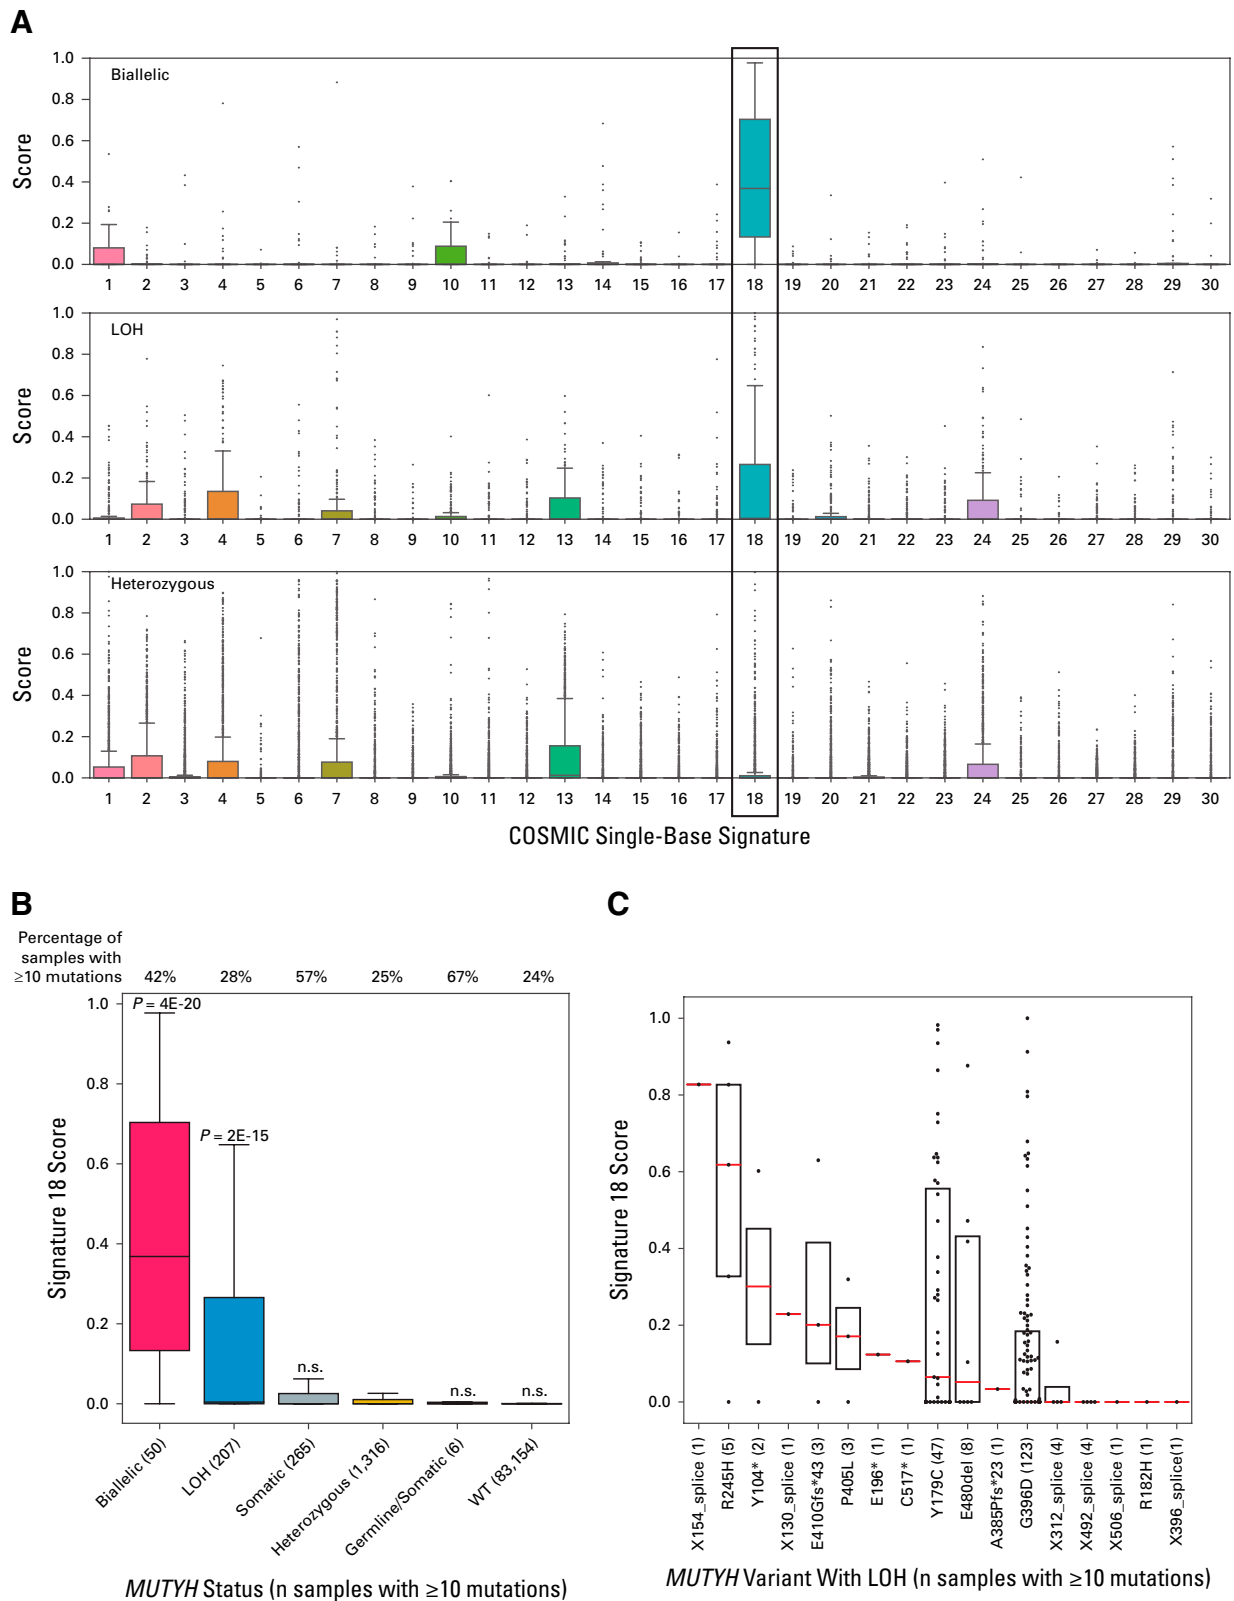 A
1.0
0.8
0.6
0.4
0.2
0.0
Score
Biallelic
1 2 3 4 5 6 7 8 9 10 11 12 13 14 15 16 17 18 19 20 21 22 23 24 25 26 27 28 29 30
1.0
0.8
0.6
0.4
0.2
0.0
Score
LOH
1 2 3 4 5 6 7 8 9 10 11 12 13 14 15 16 17 18 19 20 21 22 23 24 25 26 27 28 29 30
1.0
0.8
0.6
0.4
0.2
0.0
Score
Heterozygous
1 2 3 4 5 6 7 8 9 10 11 12 13 14 15 16 17 18 19 20 21 22 23 24 25 26 27 28 29 30
COSMIC Single-Base Signature
B
Percentage of
samples with
≥10 mutations
42% 28% 57% 25% 67% 24%
1.0
0.8
0.6
0.4
0.2
0.0
Signature 18 Score
P = 4E-20
P = 2E-15
n.s.
n.s.
n.s.
Biallelic (50)
LOH (207)
Somatic (265)
Heterozygous (1,316)
Germline/Somatic (6)
WT (83,154)
MUTYH Status (n samples with ≥10 mutations)
C
1.0
0.8
0.6
0.4
0.2
0.0
Signature 18 Score
X154_splice (1)
R245H (5)
Y104* (2)
X130_splice (1)
E410Gfs*43 (3)
P405L (3)
E196* (1)
C517* (1)
Y179C (47)
E480del (8)
A385Pfs*23 (1)
G396D (123)
X312_splice (4)
X492_splice (4)
X506_splice (1)
R182H (1)
X396_splice(1)
MUTYH Variant With LOH (n samples with ≥10 mutations)